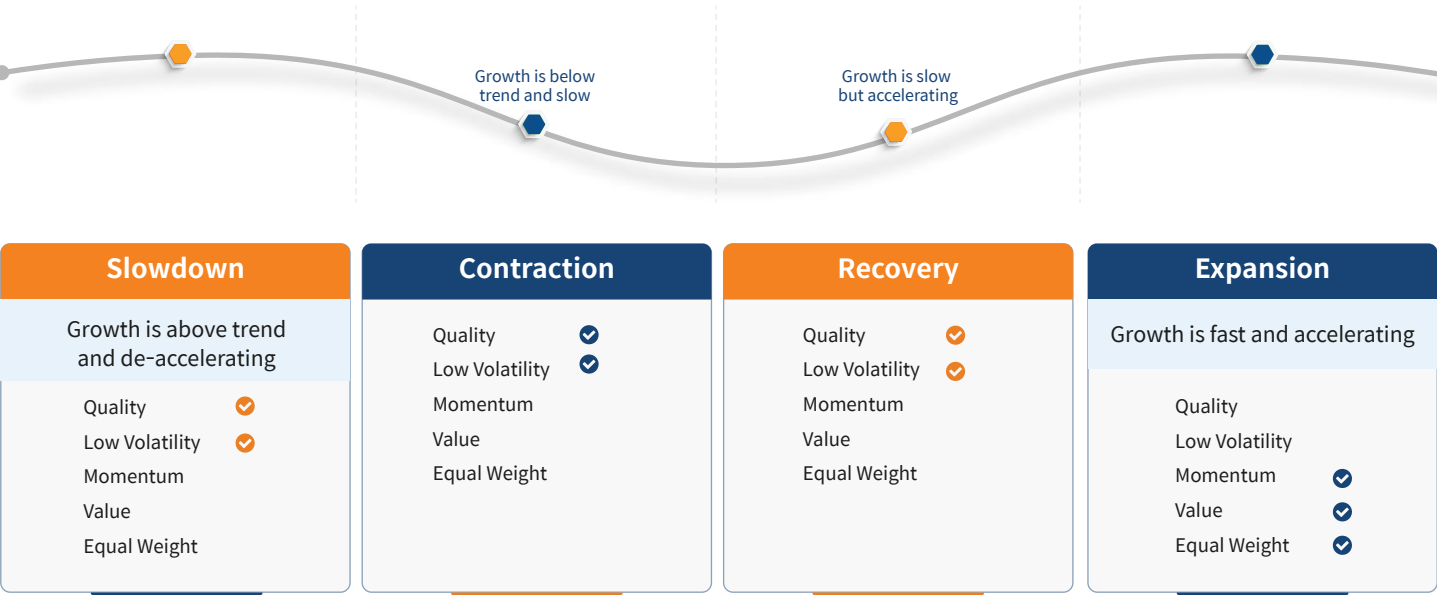 Growth is below
trend and slow
Growth is slow
but accelerating
Slowdown
Growth is above trend
and de-accelerating
Quality
Low Volatility
Momentum
Value
Equal Weight
Contraction
Quality
Low Volatility
Momentum
Value
Equal Weight
Recovery
Quality
Low Volatility
Momentum
Value
Equal Weight
Expansion
Growth is fast and accelerating
Quality
Low Volatility
Momentum
Value
Equal Weight